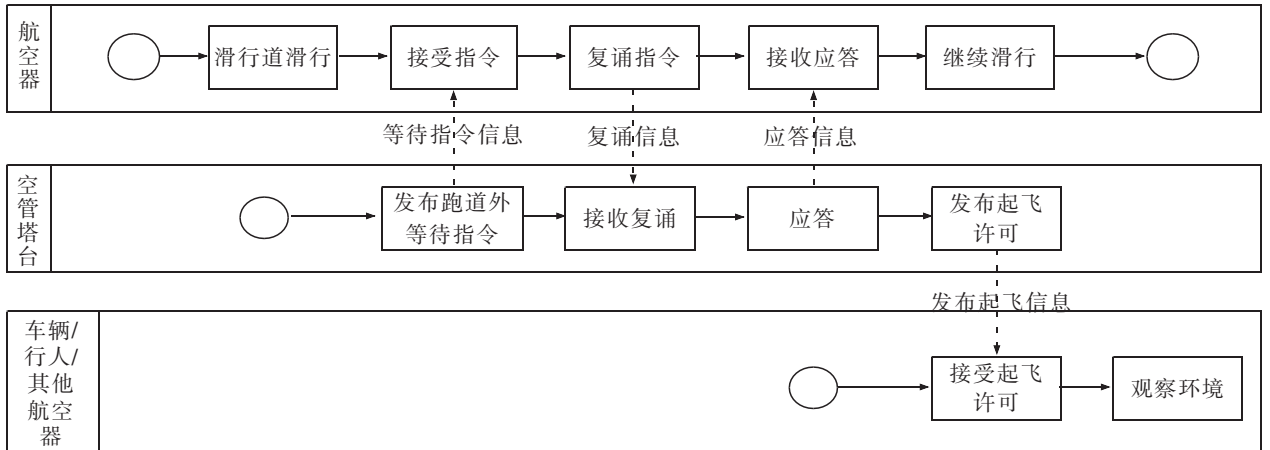 航
空
器
滑行道滑行
接受指令
复诵指令
接收应答
继续滑行
等待指令信息
复诵信息
应答信息
空
管
塔
台
发布跑道外
等待指令
接收复诵
应答
发布起飞
许可
发布起飞信息
车辆/
行人/
其他
航空
器
接受起飞
许可
观察环境